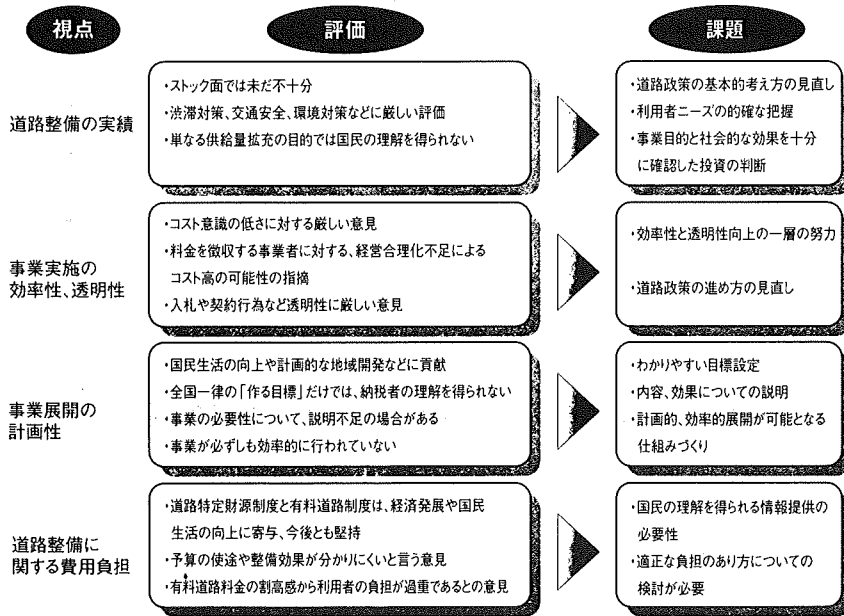 視点
評価
課題
道路整備の実績
・ストック面では未だ不十分
・渋滞対策、交通安全、環境対策などに厳しい評価
・単なる供給量拡充の目的では国民の理解を得られない
・道路政策の基本的考え方の見直し
・利用者ニーズの的確な把握
・事業目的と社会的な効果を十分
に確認した投資の判断
事業実施の
効率性、透明性
・コスト意識の低さに対する厳しい意見
・料金を徴収する事業者に対する、経営合理化不足による
コスト高の可能性の指摘
・入札や契約行為など透明性に厳しい意見
・効率性と透明性向上の一層の努力
・道路政策の進め方の見直し
事業展開の
計画性
・国民生活の向上や計画的な地域開発などに貢献
・全国一律の「作る目標」だけでは、納税者の理解を得られない
・事業の必要性について、説明不足の場合がある
・事業が必ずしも効率的に行われていない
・わかりやすい目標設定
・内容、効果についての説明
・計画的、効率的展開が可能となる
仕組みづくり
道路整備に
関する費用負担
・道路特定財源制度と有料道路制度は、経済発展や国民
生活の向上に寄与、今後とも堅持
・予算の使途や整備効果が分かりにくいと言う意見
・有料道路料金の割高感から利用者の負担が過重であるとの意見
・国民の理解を得られる情報提供の
必要性
・適正な負担のあり方についての
検討が必要